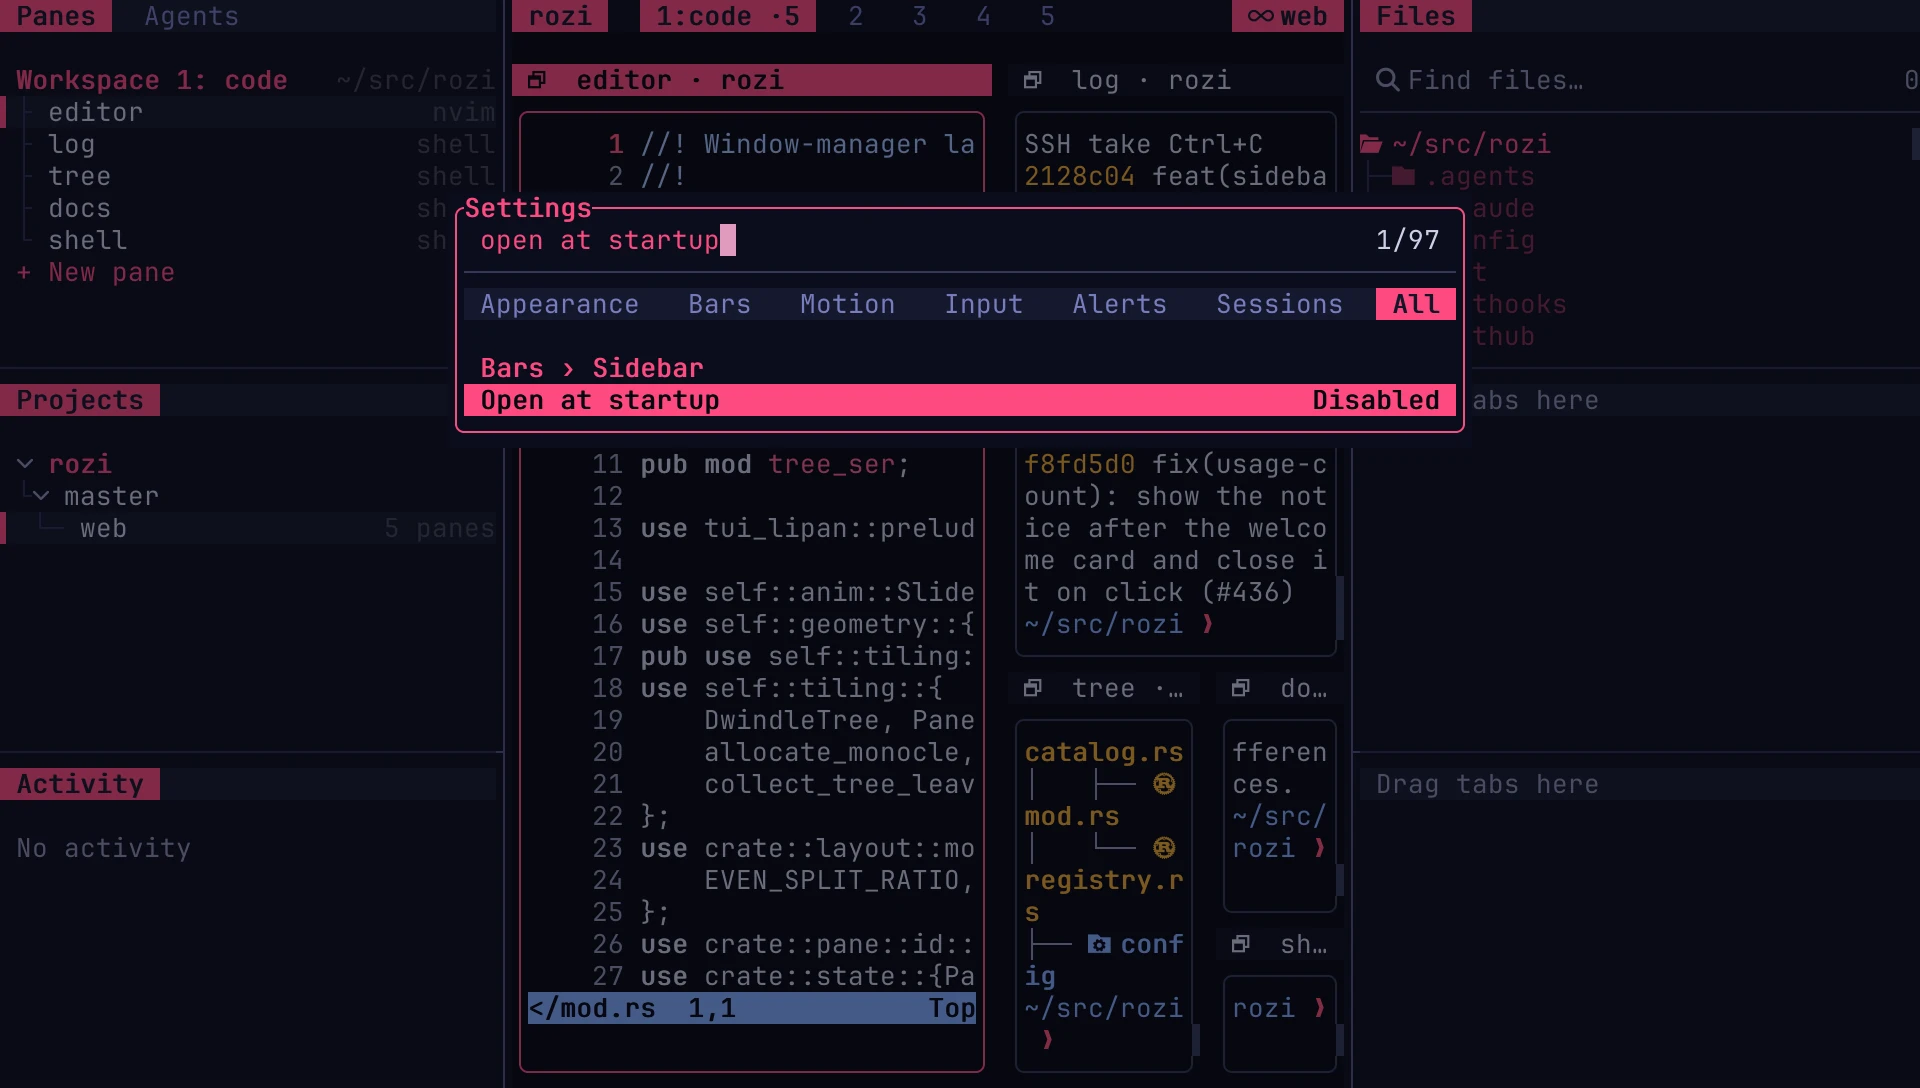 Panes Agents
rozi 1:code ·5 2 3 4 5 ∞ web
Files
Workspace 1: code ~/src/rozi
editor nvim
log shell
tree shell
docs sh
shell sh
+ New pane
Projects
rozi
master
web 5 panes
Activity
No activity
editor · rozi
1 //! Window-manager la
2 //!
11 pub mod tree_ser;
12
13 use tui_lipan::prelud
14
15 use self::anim::Slide
16 use self::geometry::{
17 pub use self::tiling:
18 use self::tiling::{
19 DwindleTree, Pane
20 allocate_monocle,
21 collect_tree_leav
22 };
23 use crate::layout::mo
24 EVEN_SPLIT_RATIO,
25 };
26 use crate::pane::id::
27 use crate::state::{Pa
</mod.rs 1,1 Top
log · rozi
SSH take Ctrl+C
2128c04 feat(sideba
f8fd5d0 fix(usage-c
ount): show the not
ice after the welco
me card and close i
t on click (#436)
~/src/rozi ❯
tree ·…
catalog.rs
mod.rs
registry.r
s
conf
ig
~/src/rozi
❯
do…
fferen
ces.
~/src/
rozi ❯
sh…
rozi ❯
Settings
open at startup 1/97
Appearance Bars Motion Input Alerts Sessions All
Bars › Sidebar
Open at startup Disabled
Find files… 0
~/src/rozi
.agents
aude
nfig
t
thooks
thub
abs here
Drag tabs here